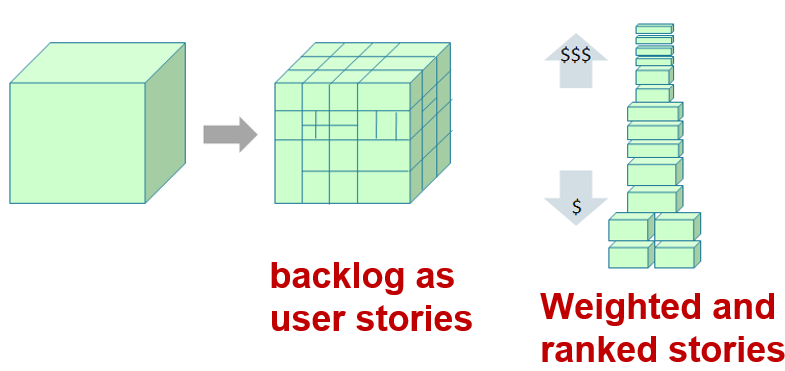 $$$
$
backlog as
user stories
Weighted and
ranked stories